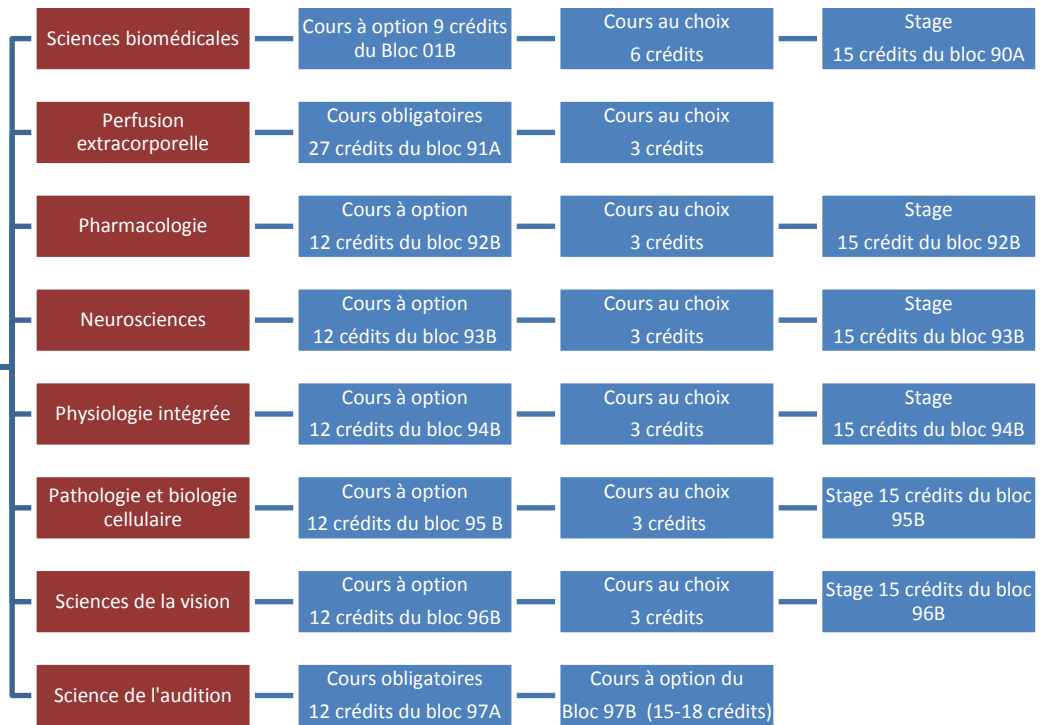 Sciences biomédicales
Cours à option 9 crédits
du Bloc 01B
Cours au choix
6 crédits
Stage
15 crédits du bloc 90A
Perfusion
extracorporelle
Cours obligatoires
27 crédits du bloc 91A
Cours au choix
3 crédits
Pharmacologie
Cours à option
12 crédits du bloc 92B
Cours au choix
3 crédits
Stage
15 crédit du bloc 92B
Neurosciences
Cours à option
12 cédits du bloc 93B
Cours au choix
3 crédits
Stage
15 crédits du bloc 93B
Physiologie intégrée
Cours à option
12 crédits du bloc 94B
Cours au choix
3 crédits
Stage
15 crédits du bloc 94B
Pathologie et biologie
cellulaire
Cours à option
12 crédits du bloc 95 B
Cours au choix
3 crédits
Stage 15 crédits du bloc
95B
Sciences de la vision
Cours à option
12 crédits du bloc 96B
Cours au choix
3 crédits
Stage 15 crédits du bloc
96B
Science de l'audition
Cours obligatoires
12 crédits du bloc 97A
Cours à option du
Bloc 97B (15-18 crédits)